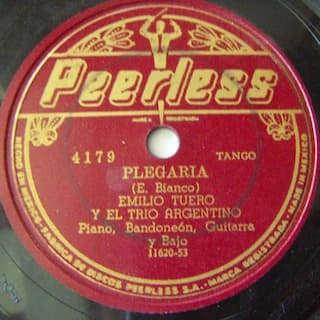 Peerless
MARCA REGISTRADA
4179 TANGO
PLEGARIA
(E. Bianco)
EMILIO TUERO
Y EL TRIO ARGENTINO
Piano, Bandoneón, Guitarra
y Bajo
11620-53
HECHO EN MEXICO - FABRICA DE DISCOS PEERLESS S.A. - MARCA REGISTRADA - MADE IN MEXICO